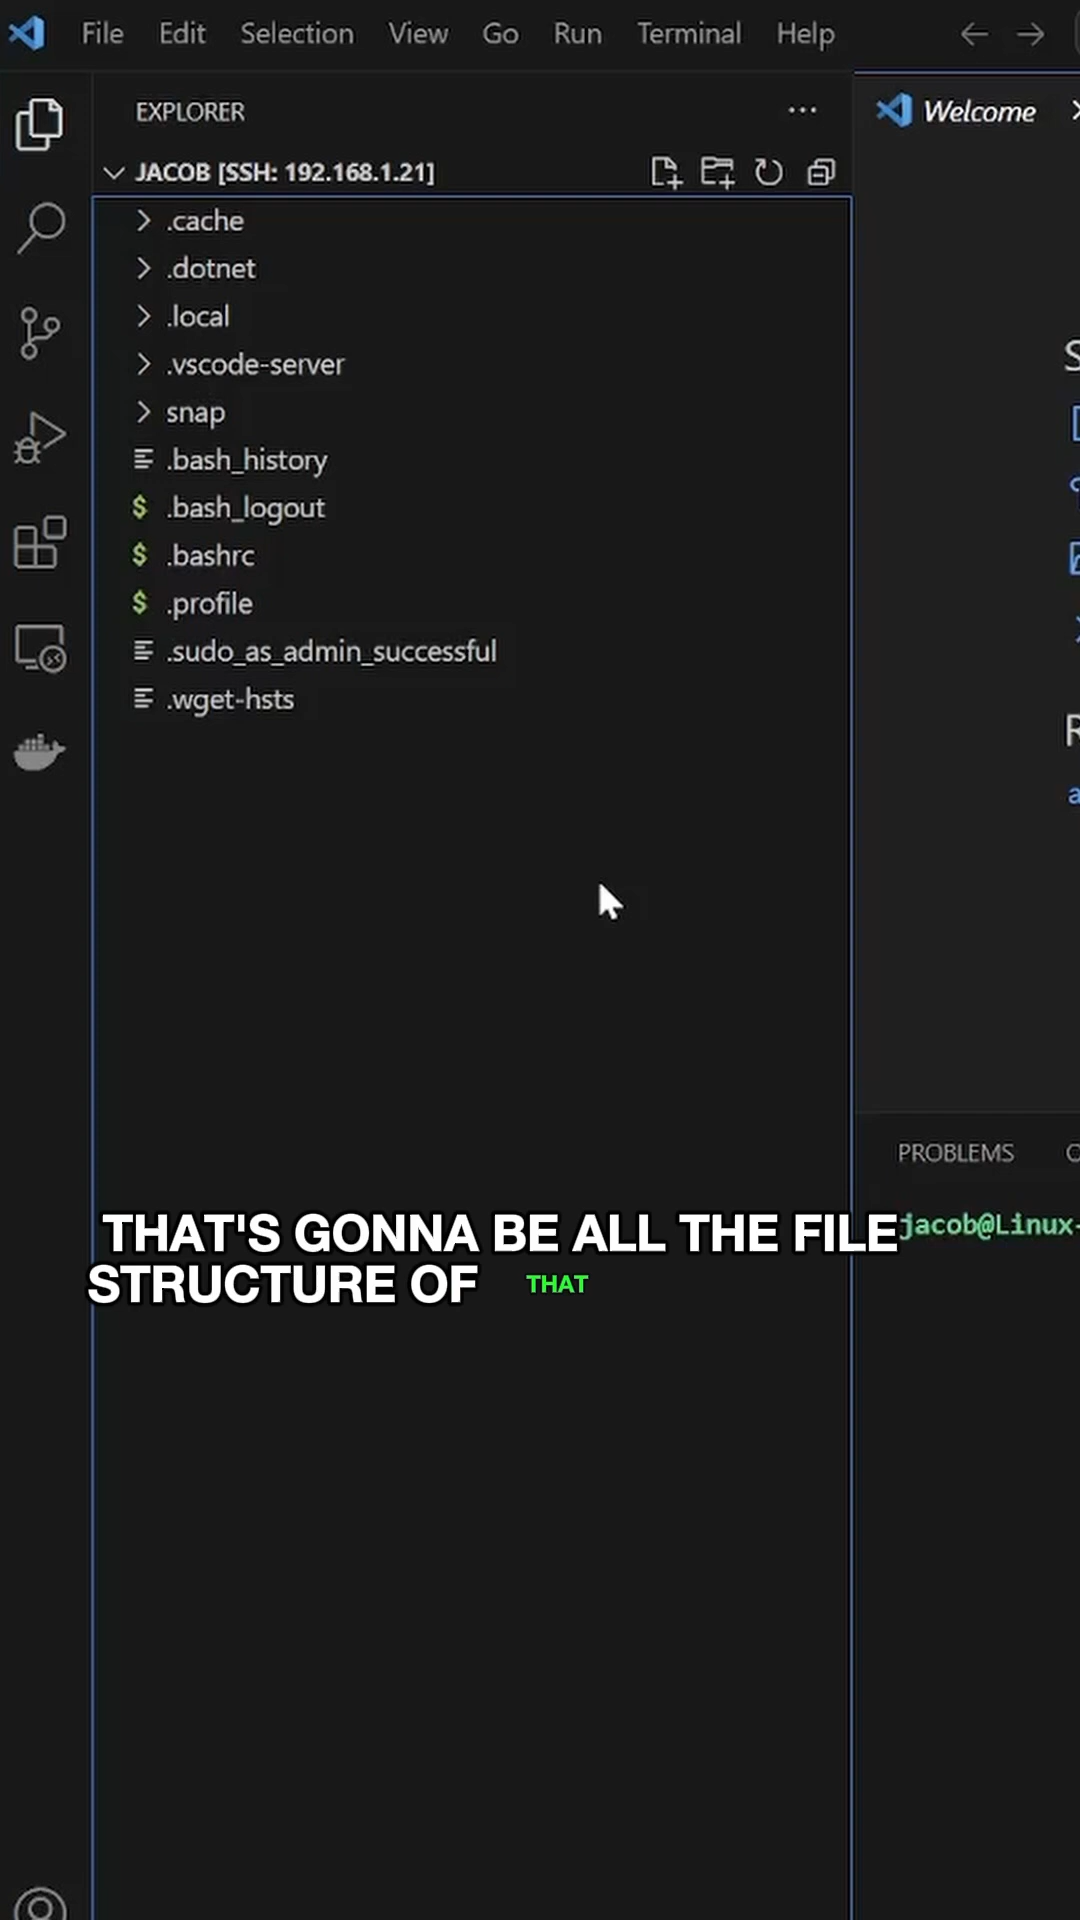 File Edit Selection View Go Run Terminal Help
EXPLORER
Welcome
JACOB [SSH: 192.168.1.21]
.cache
.dotnet
.local
.vscode-server
snap
.bash_history
$ .bash_logout
$ .bashrc
$ .profile
.sudo_as_admin_successful
.wget-hsts
PROBLEMS
jacob@Linux-
THAT'S GONNA BE ALL THE FILE
STRUCTURE OF THAT